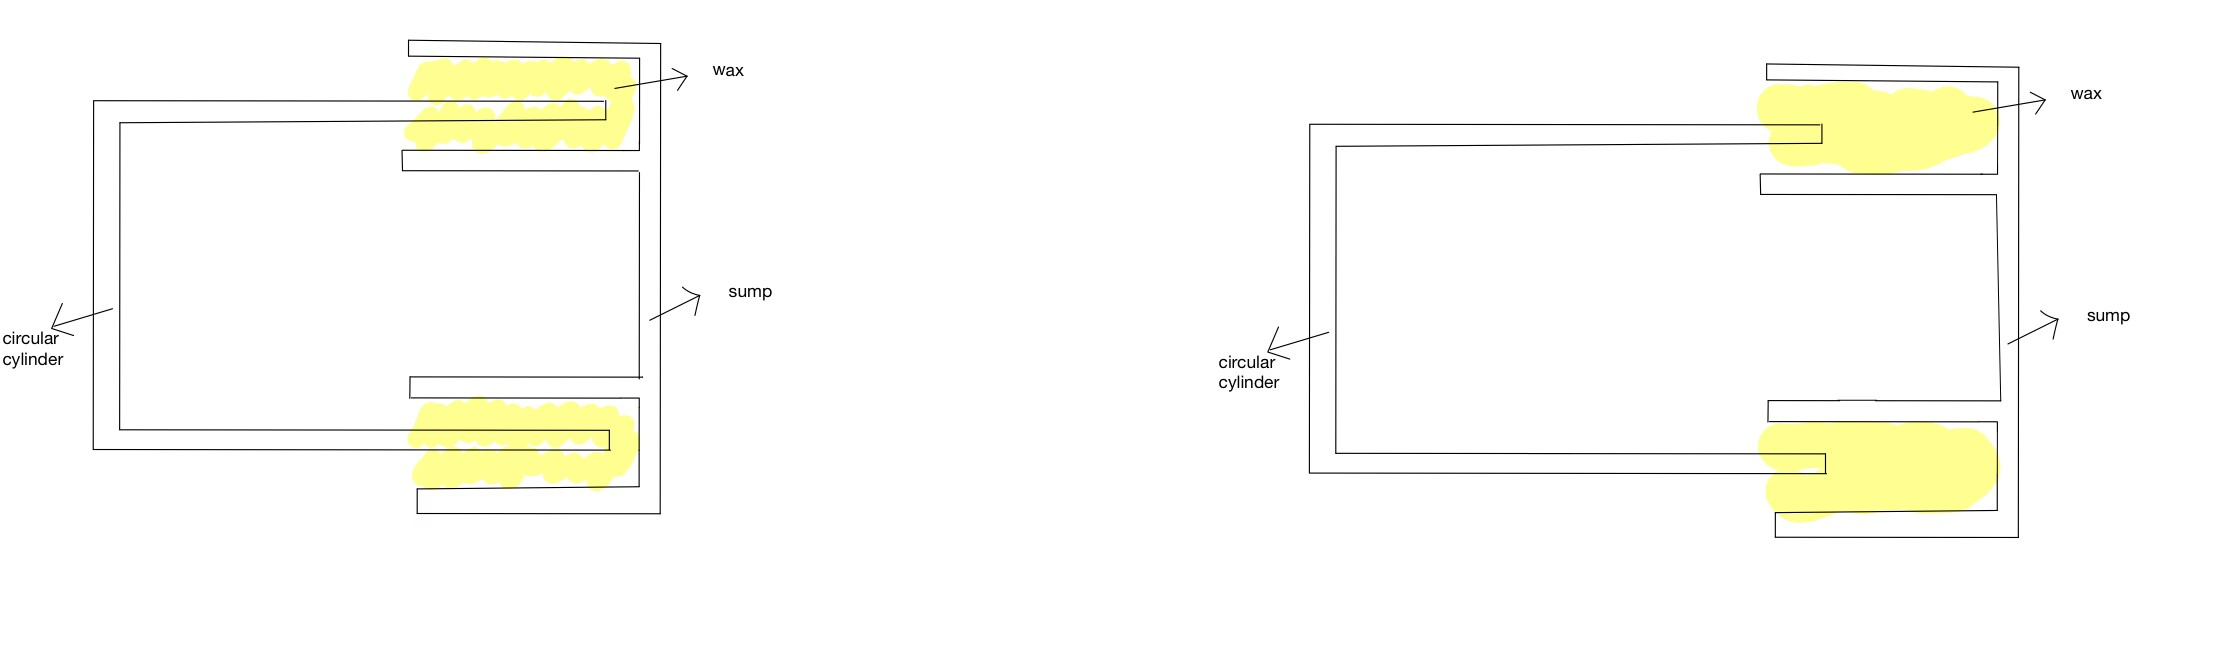 wax
sump
circular
cylinder
wax
sump
circular
cylinder